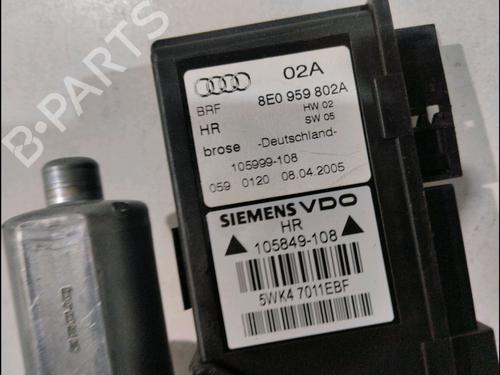 B-PARTS
02A
BRF
8E0 959 802A
HR
HW 02
SW 05
brose -Deutschland-
105999-108
059 0120 08.04.2005
SIEMENS VDO
HR
105849-108
5WK4 7011EBF